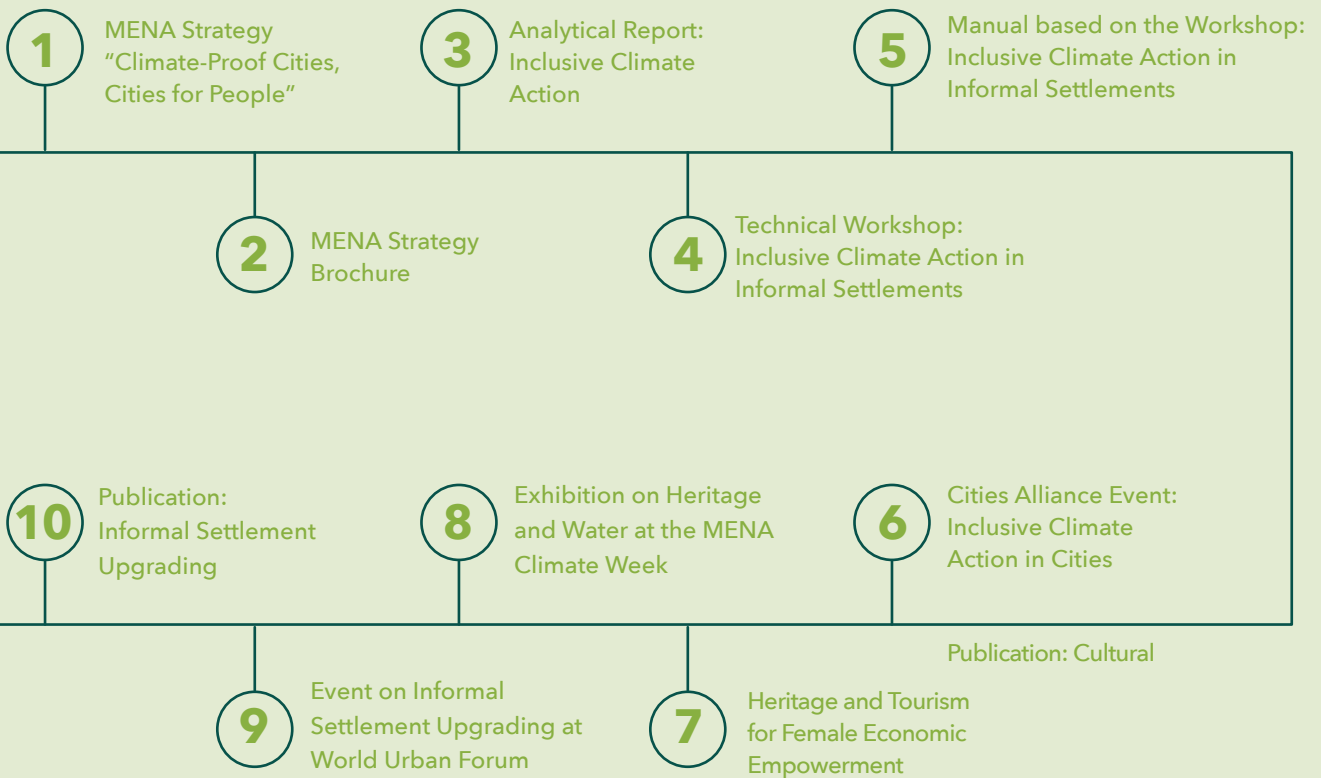 1
MENA Strategy
“Climate-Proof Cities,
Cities for People”
2
MENA Strategy
Brochure
3
Analytical Report:
Inclusive Climate
Action
4
Technical Workshop:
Inclusive Climate Action in
Informal Settlements
5
Manual based on the Workshop:
Inclusive Climate Action in
Informal Settlements
6
Cities Alliance Event:
Inclusive Climate
Action in Cities
7
Publication: Cultural
Heritage and Tourism
for Female Economic
Empowerment
8
Exhibition on Heritage
and Water at the MENA
Climate Week
9
Event on Informal
Settlement Upgrading at
World Urban Forum
10
Publication:
Informal Settlement
Upgrading